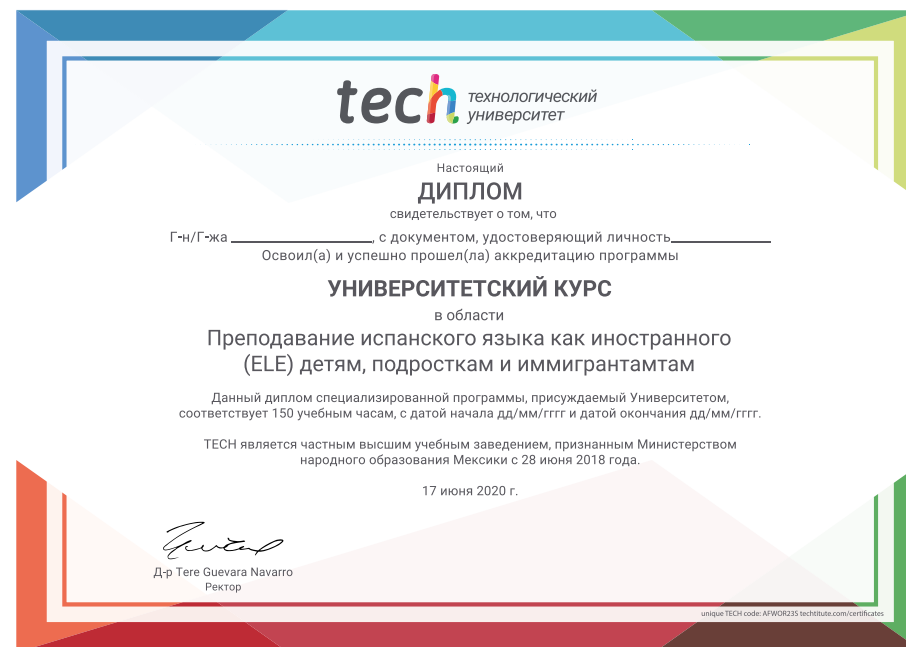 tech технологический
университет
Настоящий
ДИПЛОМ
свидетельствует о том, что
Г-н/Г-жа ____________________, с документом, удостоверяющий личность______________
Освоил(а) и успешно прошел(ла) аккредитацию программы
УНИВЕРСИТЕТСКИЙ КУРС
в области
Преподавание испанского языка как иностранного
(ELE) детям, подросткам и иммигрантамтам
Данный диплом специализированной программы, присуждаемый Университетом,
соответствует 150 учебным часам, с датой начала дд/мм/гггг и датой окончания дд/мм/гггг.
TECH является частным высшим учебным заведением, признанным Министерством
народного образования Мексики с 28 июня 2018 года.
17 июня 2020 г.
Д-р Tere Guevara Navarro
Ректор
unique TECH code: AFWOR23S techtitute.com/certificates